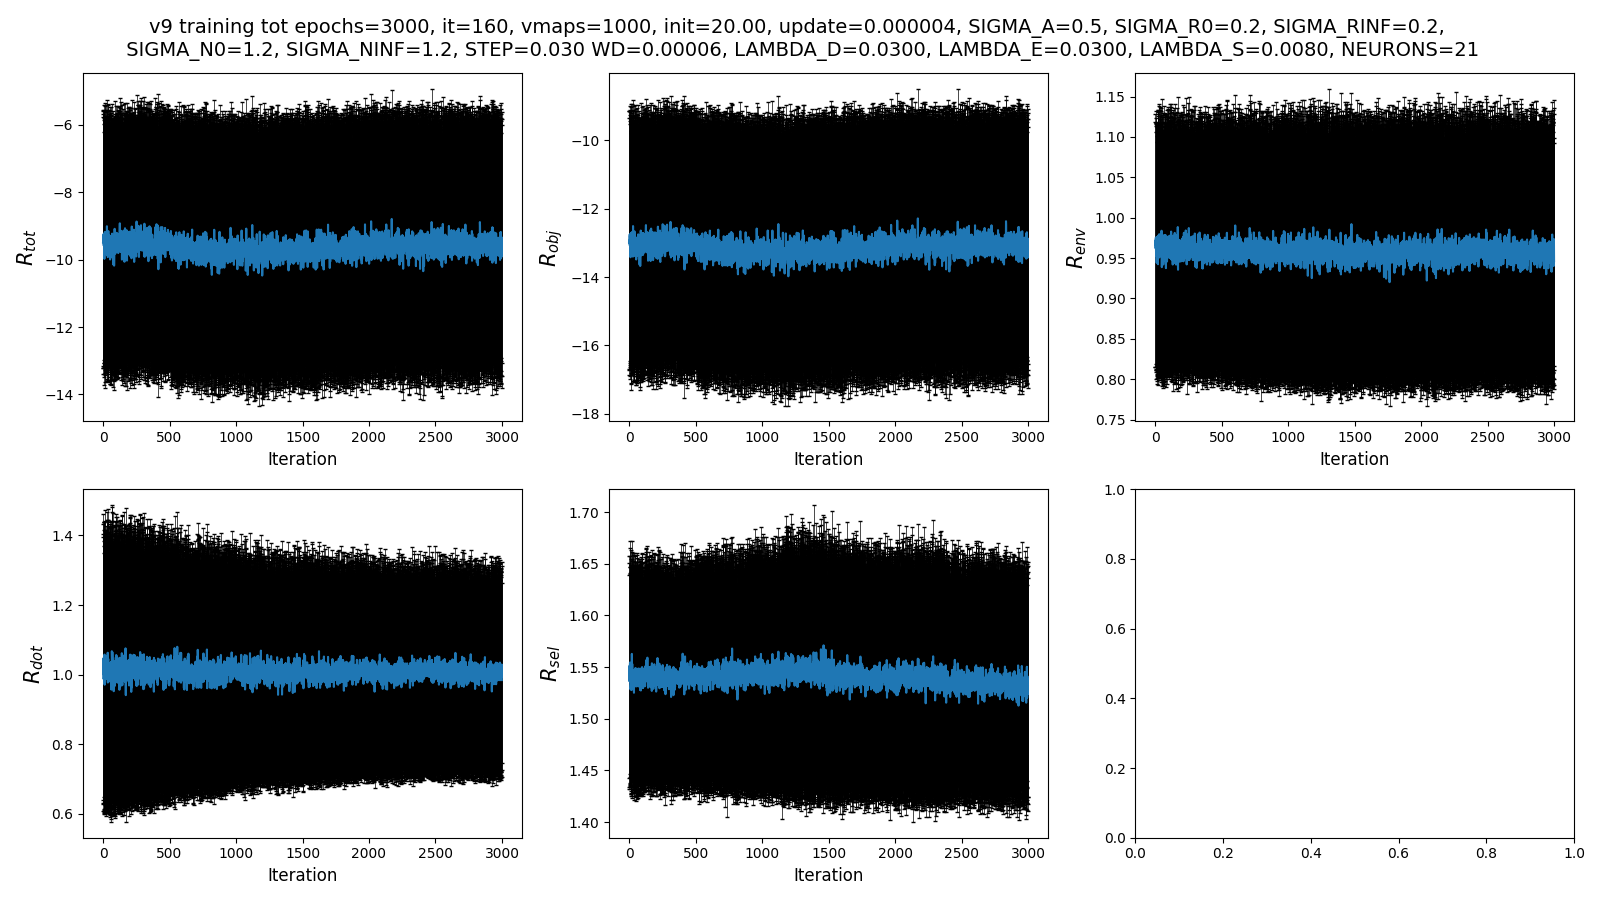 v9 training tot epochs=3000, it=160, vmaps=1000, init=20.00, update=0.000004, SIGMA_A=0.5, SIGMA_R0=0.2, SIGMA_RINF=0.2,
SIGMA_N0=1.2, SIGMA_NINF=1.2, STEP=0.030 WD=0.00006, LAMBDA_D=0.0300, LAMBDA_E=0.0300, LAMBDA_S=0.0080, NEURONS=21
R_tot
−6
−8
−10
−12
−14
0 500 1000 1500 2000 2500 3000
Iteration
R_obj
−10
−12
−14
−16
−18
0 500 1000 1500 2000 2500 3000
Iteration
R_env
1.15
1.10
1.05
1.00
0.95
0.90
0.85
0.80
0.75
0 500 1000 1500 2000 2500 3000
Iteration
R_dot
1.4
1.2
1.0
0.8
0.6
0 500 1000 1500 2000 2500 3000
Iteration
R_sel
1.70
1.65
1.60
1.55
1.50
1.45
1.40
0 500 1000 1500 2000 2500 3000
Iteration
1.0
0.8
0.6
0.4
0.2
0.0
0.0 0.2 0.4 0.6 0.8 1.0